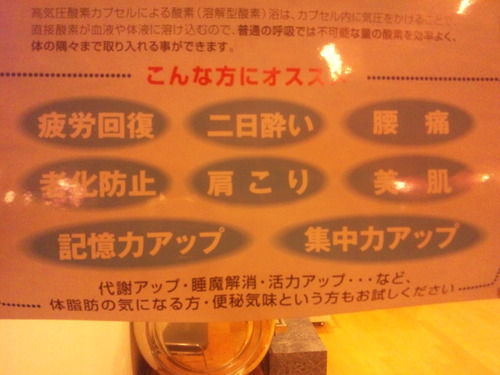 高気圧酸素カプセルによる酸素（溶解型酸素）浴は、カプセル内に気圧をかけることで
直接酸素が血液や体液に溶け込むので、普通の呼吸では不可能な量の酸素を効率よく、
体の隅々まで取り入れる事ができます。
こんな方にオススメ
疲労回復 二日酔い 腰痛
老化防止 肩こり 美肌
記憶力アップ 集中力アップ
代謝アップ・睡魔解消・活力アップ・・・など、
体脂肪の気になる方・便秘気味という方もお試しください